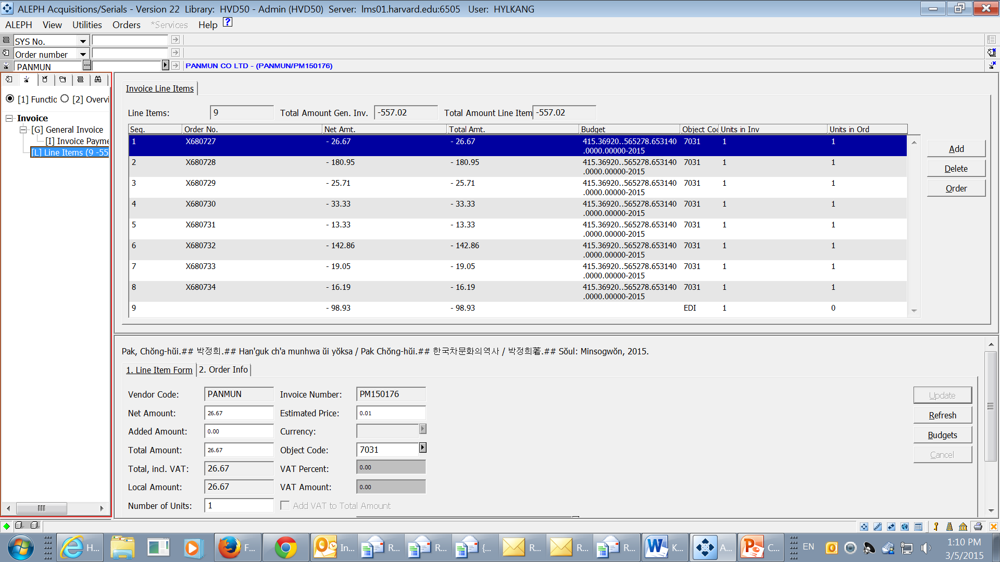 ALEPH Acquisitions/Serials - Version 22 Library: HVD50 - Admin (HVD50) Server: lms01.harvard.edu:6505 User: HYLKANG
ALEPH View Utilities Orders *Services Help ?
SYS No.
Order number
PANMUN ... PANMUN CO LTD - (PANMUN/PM150176)
[1] Functic [2] Overvi
Invoice
[G] General Invoice
[I] Invoice Payme
[L] Line Items (9 -55
Invoice Line Items
Line Items: 9 Total Amount Gen. Inv. -557.02 Total Amount Line Item -557.02
Seq. Order No. Net Amt. Total Amt. Budget Object Coc Units in Inv Units in Ord
1 X680727 - 26.67 - 26.67 415.36920..565278.653140 7031 1 1
.0000.00000-2015
2 X680728 - 180.95 - 180.95 415.36920..565278.653140 7031 1 1
.0000.00000-2015
3 X680729 - 25.71 - 25.71 415.36920..565278.653140 7031 1 1
.0000.00000-2015
4 X680730 - 33.33 - 33.33 415.36920..565278.653140 7031 1 1
.0000.00000-2015
5 X680731 - 13.33 - 13.33 415.36920..565278.653140 7031 1 1
.0000.00000-2015
6 X680732 - 142.86 - 142.86 415.36920..565278.653140 7031 1 1
.0000.00000-2015
7 X680733 - 19.05 - 19.05 415.36920..565278.653140 7031 1 1
.0000.00000-2015
8 X680734 - 16.19 - 16.19 415.36920..565278.653140 7031 1 1
.0000.00000-2015
9 - 98.93 - 98.93 EDI 1 0
Add
Delete
Order
Pak, Chŏng-hŭi.## 박정희.## Han'guk ch'a munhwa ŭi yŏksa / Pak Chŏng-hŭi.## 한국차문화의역사 / 박정희著.## Sŏul: Minsogwŏn, 2015.
1. Line Item Form 2. Order Info
Vendor Code: PANMUN Invoice Number: PM150176
Net Amount: 26.67 Estimated Price: 0.01
Added Amount: 0.00 Currency:
Total Amount: 26.67 Object Code: 7031
Total, incl. VAT: 26.67 VAT Percent: 0.00
Local Amount: 26.67 VAT Amount: 0.00
Number of Units: 1 Add VAT to Total Amount
Update
Refresh
Budgets
Cancel
H... F... In... R... R... {... R... R... R... K... A... C... EN 1:10 PM
3/5/2015